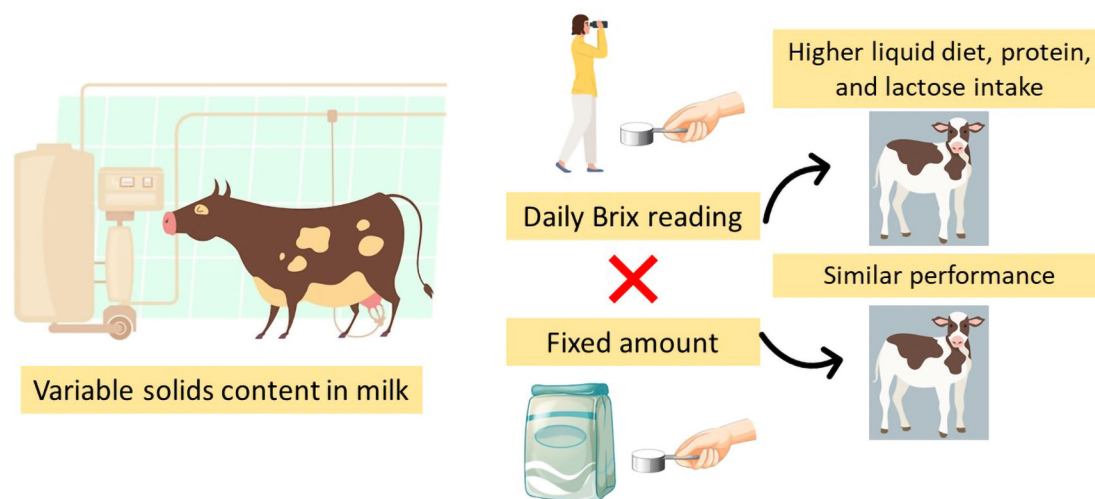 Variable solids content in milk
Daily Brix reading
Fixed amount
Higher liquid diet, protein,
and lactose intake
Similar performance